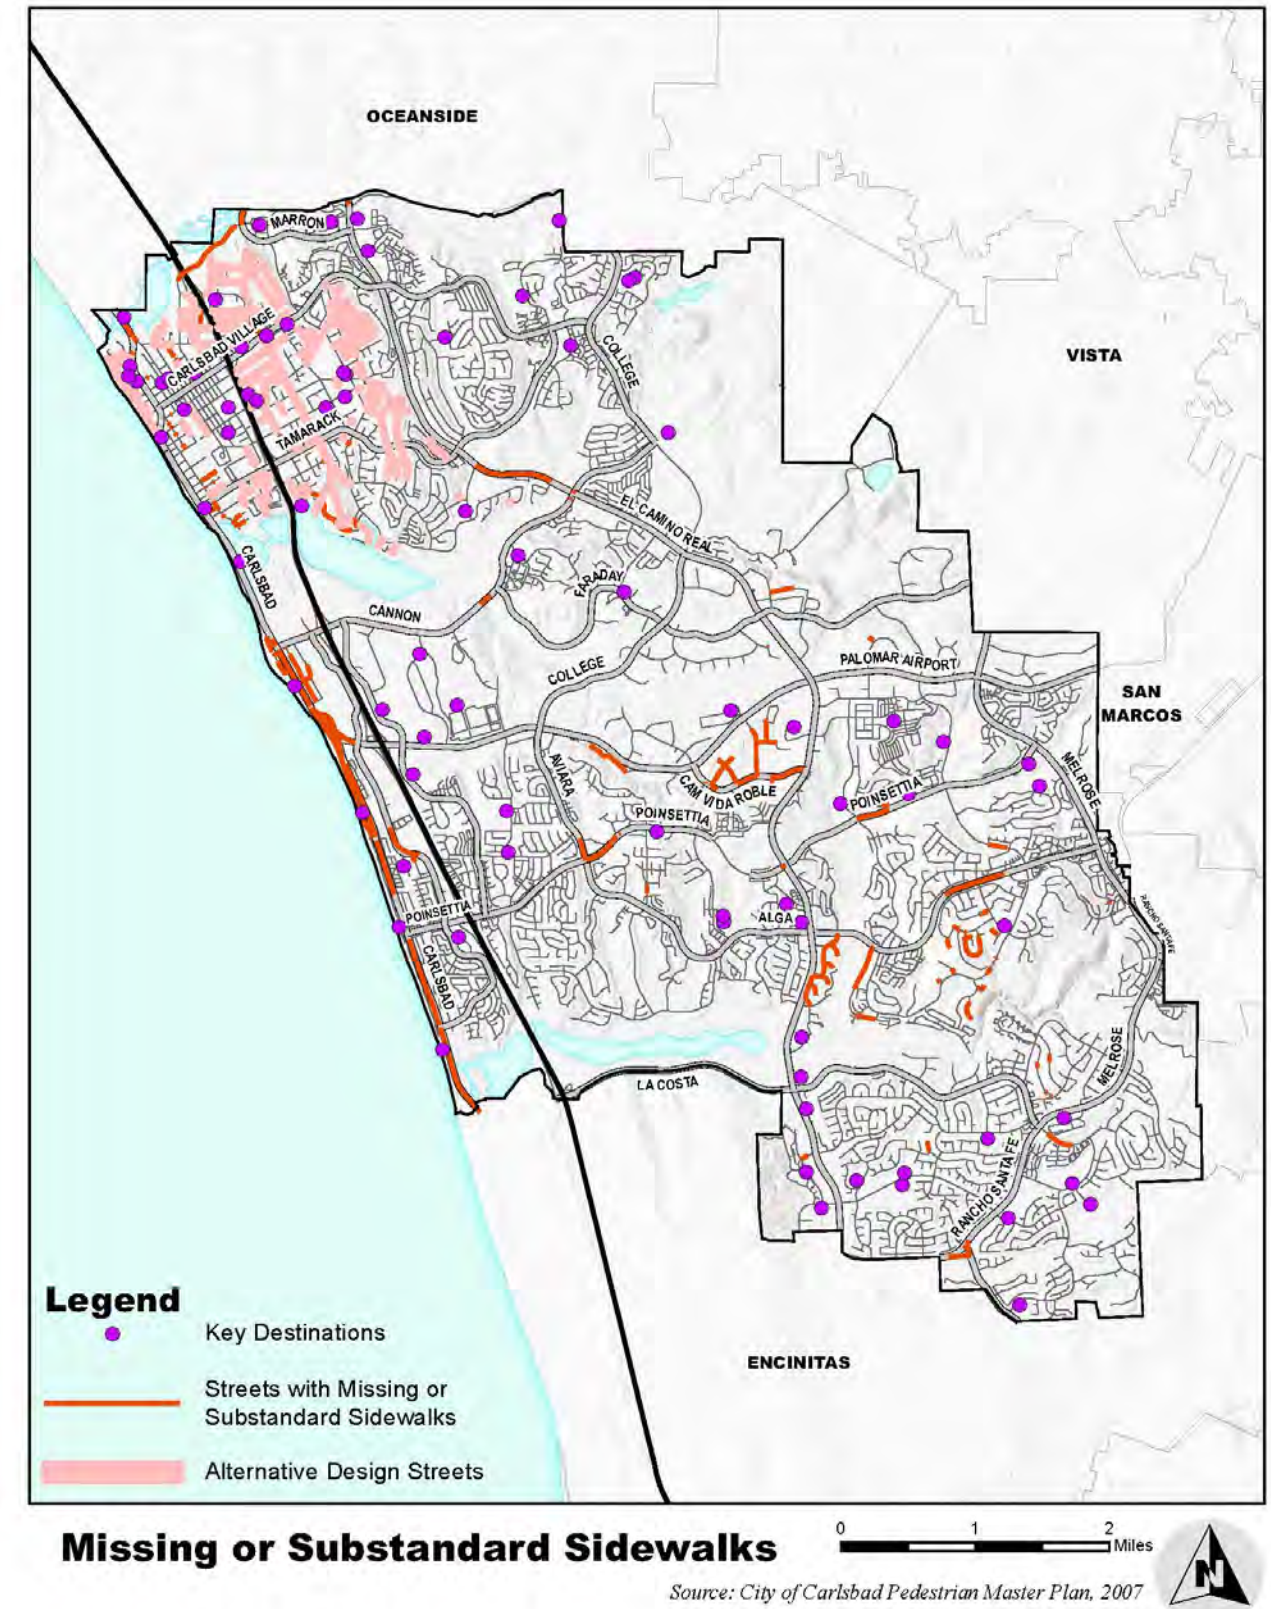 OCEANSIDE
MARRON
CARLSBAD VILLAGE
COLLEGE
VISTA
TAMARACK
EL CAMINO REAL
CARLSBAD
FARADAY
CANNON
COLLEGE
PALOMAR AIRPORT
SAN
MARCOS
AVIARA
CAM VIDA ROBLE
MELROSE
POINSETTIA
POINSETTIA
POINSETTIA
ALGA
RANCHO SANTA FE
CARLSBAD
LA COSTA
MELROSE
RANCHO SANTA FE
ENCINITAS
Legend
Key Destinations
Streets with Missing or
Substandard Sidewalks
Alternative Design Streets
Missing or Substandard Sidewalks
0 1 2
Miles
N
Source: City of Carlsbad Pedestrian Master Plan, 2007